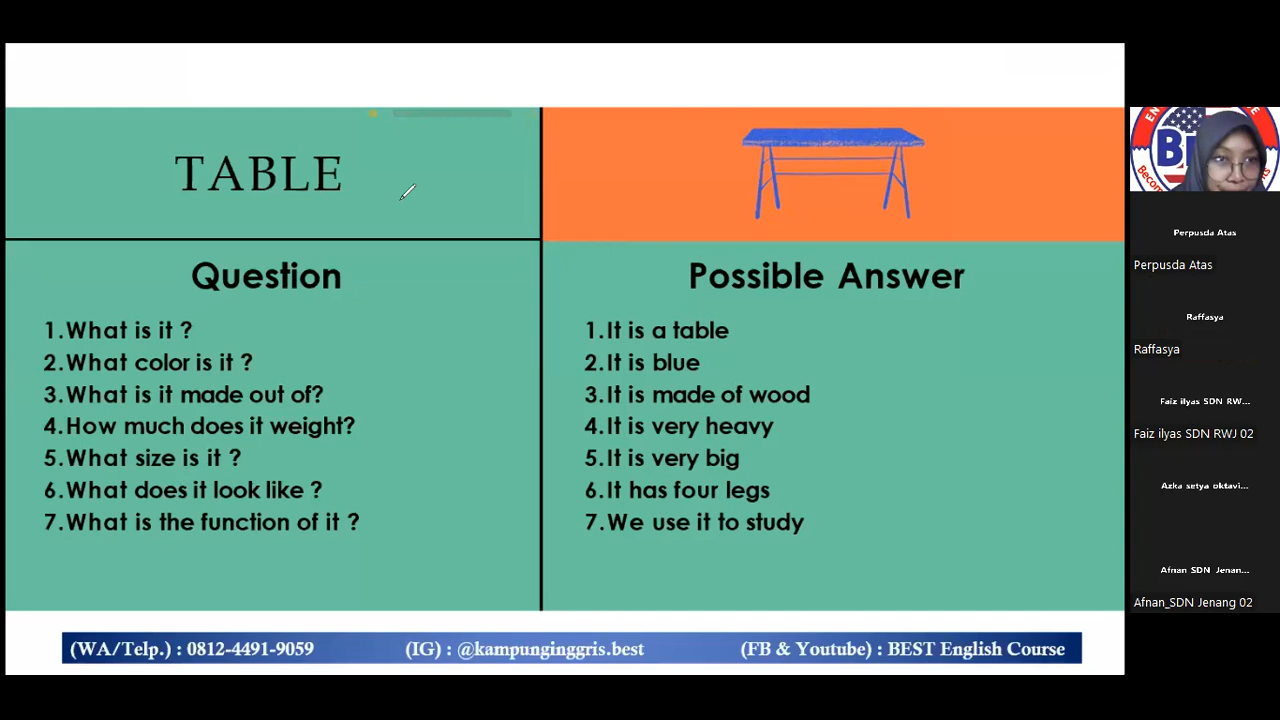 TABLE
Question
1.What is it ?
2.What color is it ?
3.What is it made out of?
4.How much does it weight?
5.What size is it ?
6.What does it look like ?
7.What is the function of it ?
Possible Answer
1.It is a table
2.It is blue
3.It is made of wood
4.It is very heavy
5.It is very big
6.It has four legs
7.We use it to study
(WA/Telp.) : 0812-4491-9059 (IG) : @kampunginggris.best (FB & Youtube) : BEST English Course
Perpusda Atas
Perpusda Atas
Raffasya
Raffasya
Faiz ilyas SDN RW...
Faiz ilyas SDN RWJ 02
Azka setya oktavi...
Afnan SDN Jenan...
Afnan_SDN Jenang 02